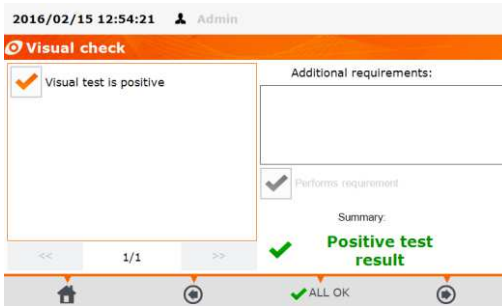 2016/02/15 12:54:21 Admin
Visual check
Visual test is positive
<< 1/1 >>
Additional requirements:
Performs requirement
Summary:
Positive test
result
ALL OK